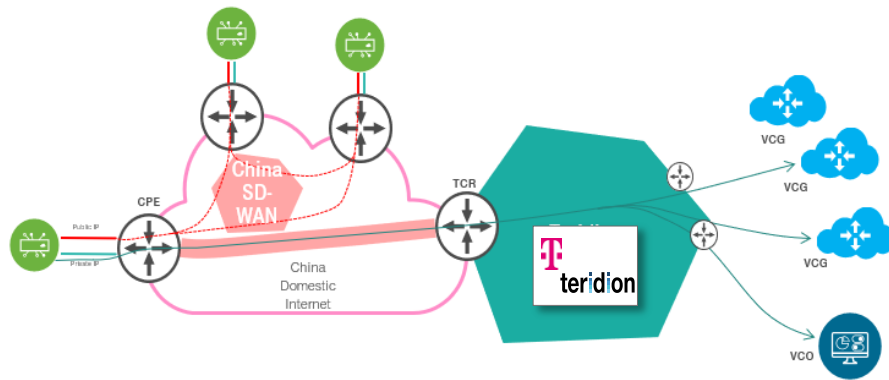 China
SD-
WAN
CPE
TCR
Public IP
Private IP
China
Domestic
Internet
T
teridion
VCG
VCG
VCG
VCO